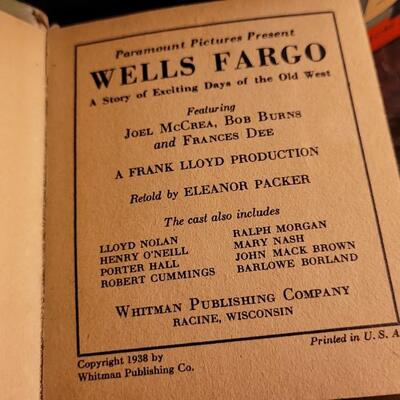 Paramount Pictures Present
WELLS FARGO
A Story of Exciting Days of the Old West
Featuring
JOEL MCCREA, BOB BURNS
and FRANCES DEE
A FRANK LLOYD PRODUCTION
Retold by ELEANOR PACKER
The cast also includes
LLOYD NOLAN
HENRY O'NEILL
PORTER HALL
ROBERT CUMMINGS
RALPH MORGAN
MARY NASH
JOHN MACK BROWN
BARLOWE BORLAND
WHITMAN PUBLISHING COMPANY
RACINE, WISCONSIN
Copyright 1938 by
Whitman Publishing Co.
Printed in U. S. A